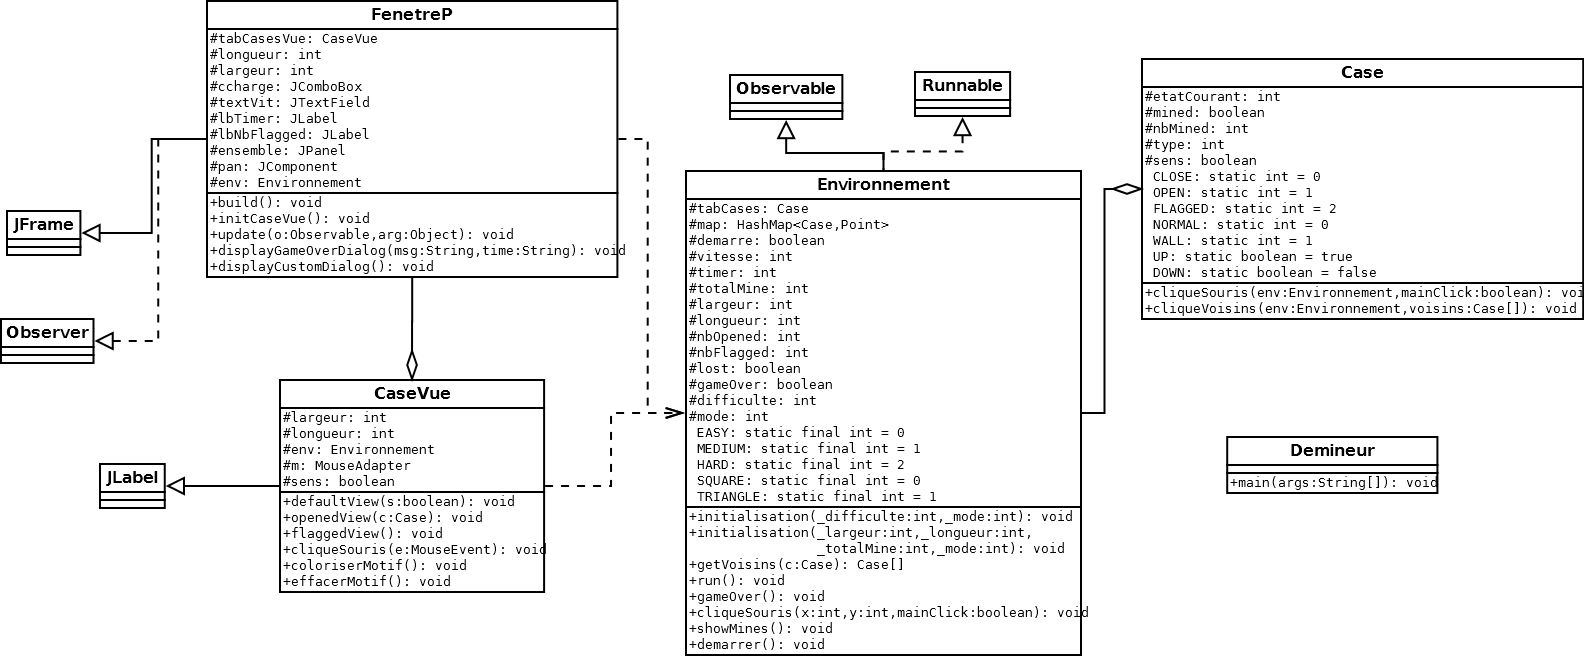 FenetreP
#tabCasesVue: CaseVue
#longueur: int
#largeur: int
#ccharge: JComboBox
#textVit: JTextField
#lbTimer: JLabel
#lbNbFlagged: JLabel
#ensemble: JPanel
#pan: JComponent
#env: Environnement
+build(): void
+initCaseVue(): void
+update(o:Observable,arg:Object): void
+displayGameOverDialog(msg:String,time:String): void
+displayCustomDialog(): void
JFrame
Observer
CaseVue
#largeur: int
#longueur: int
#env: Environnement
#m: MouseAdapter
#sens: boolean
+defaultView(s:boolean): void
+openedView(c:Case): void
+flaggedView(): void
+cliqueSouris(e:MouseEvent): void
+coloriserMotif(): void
+effacerMotif(): void
JLabel
Observable
Runnable
Environnement
#tabCases: Case
#map: HashMap<Case,Point>
#demarre: boolean
#vitesse: int
#timer: int
#totalMine: int
#largeur: int
#longueur: int
#nbOpened: int
#nbFlagged: int
#lost: boolean
#gameOver: boolean
#difficulte: int
#mode: int
EASY: static final int = 0
MEDIUM: static final int = 1
HARD: static final int = 2
SQUARE: static final int = 0
TRIANGLE: static final int = 1
+initialisation(_difficulte:int,_mode:int): void
+initialisation(_largeur:int,_longueur:int,
_totalMine:int,_mode:int): void
+getVoisins(c:Case): Case[]
+run(): void
+gameOver(): void
+cliqueSouris(x:int,y:int,mainClick:boolean): void
+showMines(): void
+demarrer(): void
Case
#etatCourant: int
#mined: boolean
#nbMined: int
#type: int
#sens: boolean
CLOSE: static int = 0
OPEN: static int = 1
FLAGGED: static int = 2
NORMAL: static int = 0
WALL: static int = 1
UP: static boolean = true
DOWN: static boolean = false
+cliqueSouris(env:Environnement,mainClick:boolean): voi
+cliqueVoisins(env:Environnement,voisins:Case[]): void
Demineur
+main(args:String[]): void